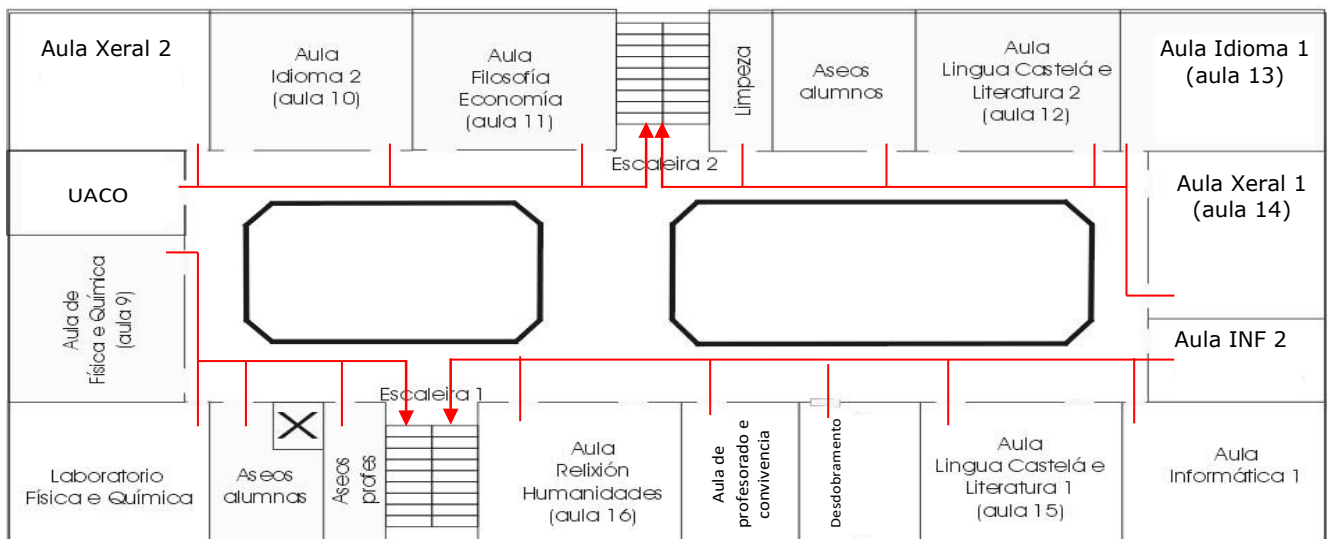 Aula Xeral 2
Aula
Idioma 2
(aula 10)
Aula
Filosofía
Economía
(aula 11)
Limpeza
Aseos
alumnos
Aula
Lingua Castelá e
Literatura 2
(aula 12)
Aula Idioma 1
(aula 13)
Escaleira 2
UACO
Aula Xeral 1
(aula 14)
Aula de
Física e Química
(aula 9)
Aula INF 2
Escaleira 1
Laboratorio
Física e Química
Aseos
alumnas
Aseos
profes
Aula
Relixión
Humanidades
(aula 16)
Aula de
profesorado e
convivencia
Desdobramento
Aula
Lingua Castelá e
Literatura 1
(aula 15)
Aula
Informática 1